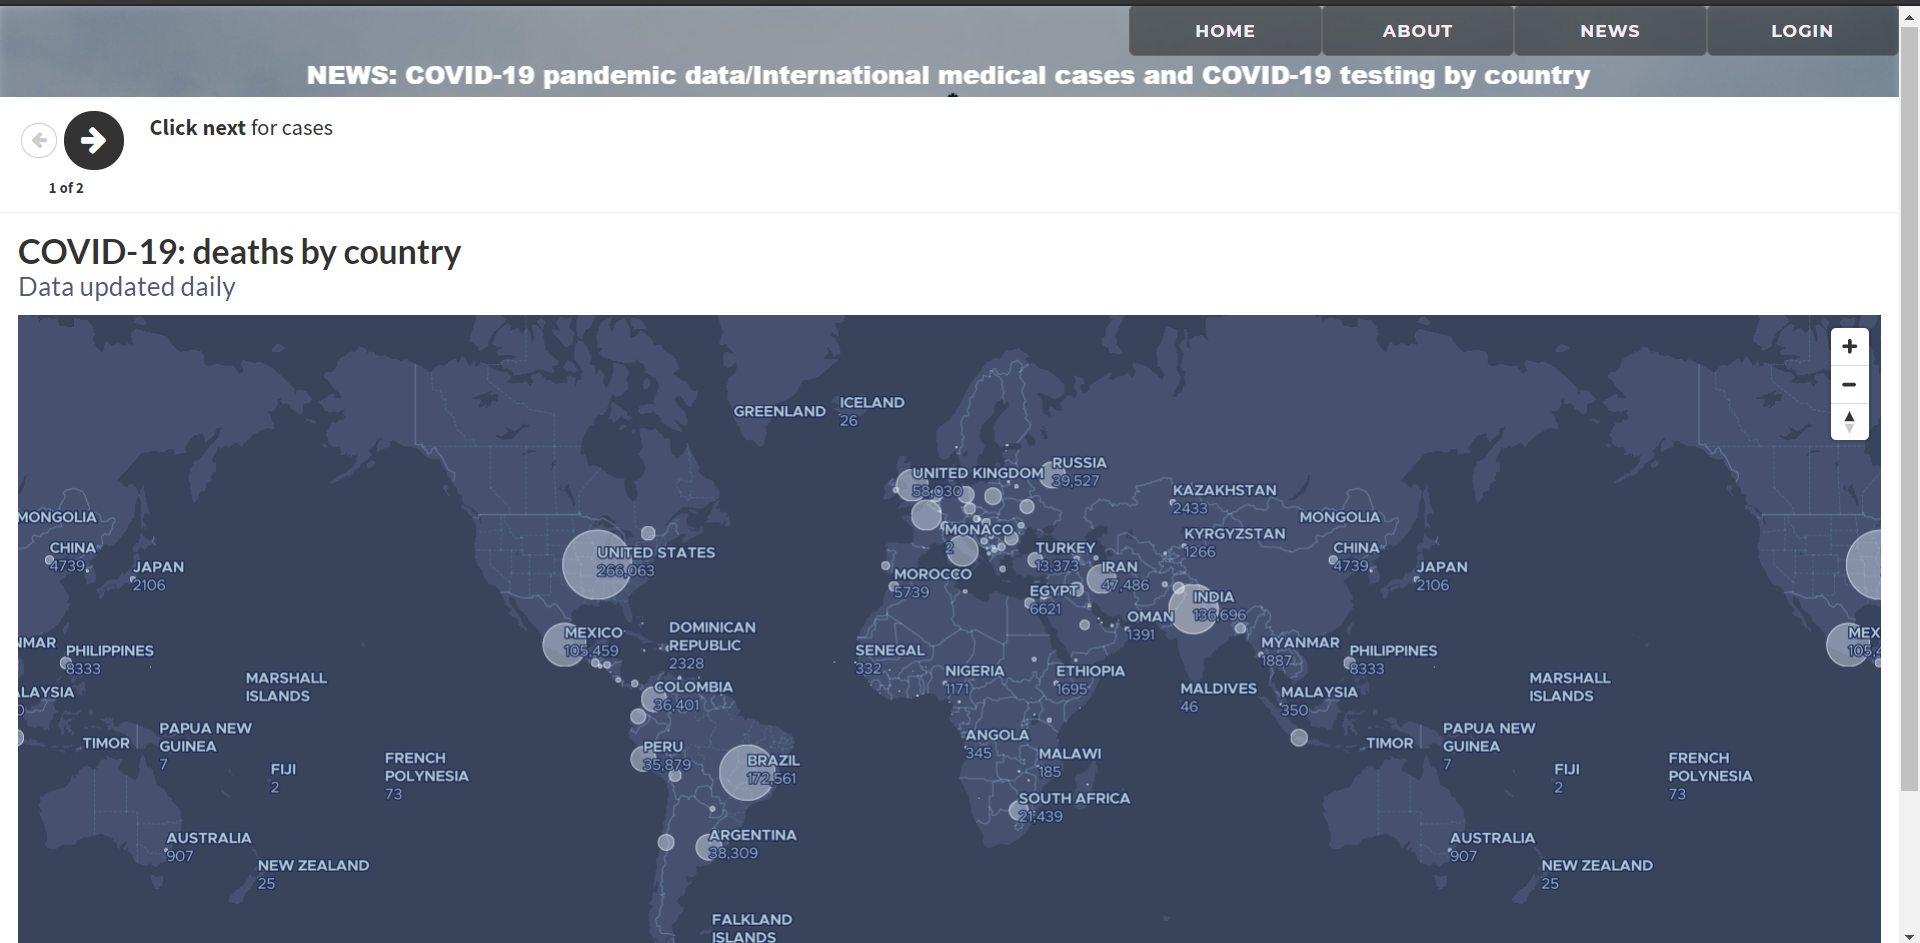 HOME
ABOUT
NEWS
LOGIN
NEWS: COVID-19 pandemic data/International medical cases and COVID-19 testing by country
Click next for cases
1 of 2
COVID-19: deaths by country
Data updated daily
GREENLAND
ICELAND
26
UNITED KINGDOM
58,030
RUSSIA
39,527
KAZAKHSTAN
2433
MONGOLIA
MONGOLIA
KYRGYZSTAN
1266
MONACO
2
CHINA
4739
JAPAN
2106
UNITED STATES
266,063
MOROCCO
5739
TURKEY
13,373
IRAN
47,486
EGYPT
6621
INDIA
136,696
OMAN
1391
CHINA
4739
JAPAN
2106
NMAR
PHILIPPINES
8333
MEXICO
105,459
DOMINICAN
REPUBLIC
2328
SENEGAL
332
NIGERIA
1171
ETHIOPIA
1695
MYANMAR
1887
PHILIPPINES
8333
MEX
105,4
LAYSIA
0
MARSHALL
ISLANDS
COLOMBIA
36,401
MALDIVES
46
MALAYSIA
350
MARSHALL
ISLANDS
TIMOR
PAPUA NEW
GUINEA
7
FIJI
2
FRENCH
POLYNESIA
73
PERU
35,879
BRAZIL
172,561
ANGOLA
345
MALAWI
185
TIMOR
PAPUA NEW
GUINEA
7
FIJI
2
FRENCH
POLYNESIA
73
SOUTH AFRICA
21,439
AUSTRALIA
907
NEW ZEALAND
25
ARGENTINA
38,309
AUSTRALIA
907
NEW ZEALAND
25
FALKLAND
ISLANDS